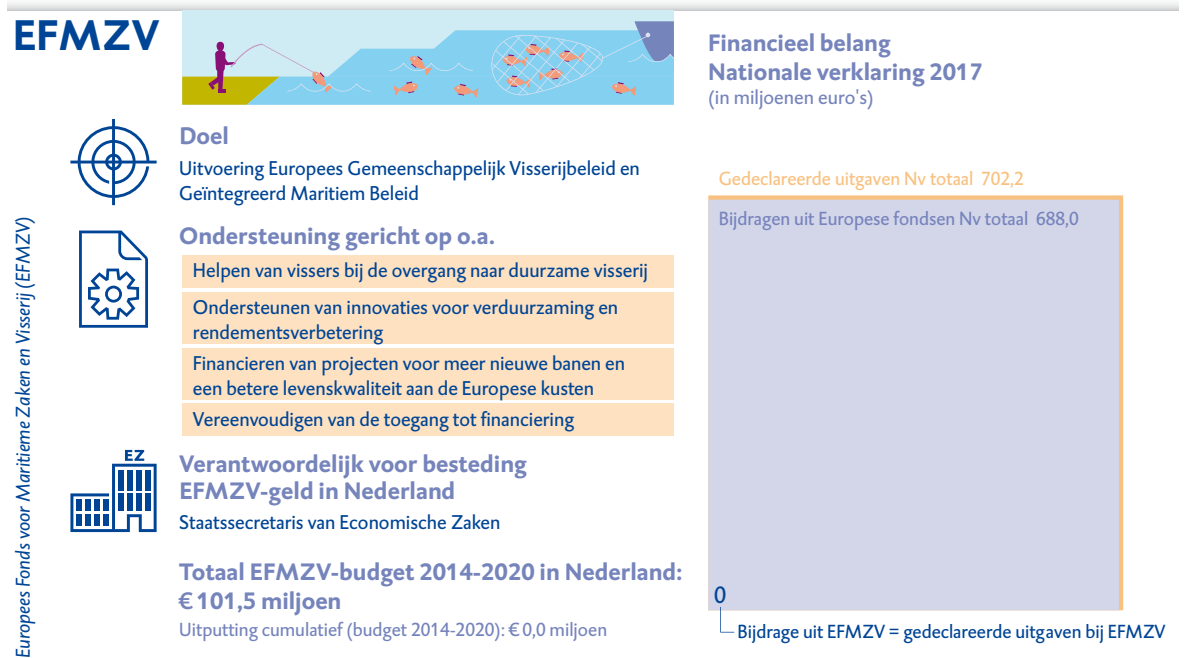 EFMZV
Europees Fonds voor Maritieme Zaken en Visserij (EFMZV)
Doel
Uitvoering Europees Gemeenschappelijk Visserijbeleid en
Geïntegreerd Maritiem Beleid
Ondersteuning gericht op o.a.
Helpen van vissers bij de overgang naar duurzame visserij
Ondersteunen van innovaties voor verduurzaming en
rendementsverbetering
Financieren van projecten voor meer nieuwe banen en
een betere levenskwaliteit aan de Europese kusten
Vereenvoudigen van de toegang tot financiering
EZ
Verantwoordelijk voor besteding
EFMZV-geld in Nederland
Staatssecretaris van Economische Zaken
Totaal EFMZV-budget 2014-2020 in Nederland:
€ 101,5 miljoen
Uitputting cumulatief (budget 2014-2020): € 0,0 miljoen
Financieel belang
Nationale verklaring 2017
(in miljoenen euro's)
Gedeclareerde uitgaven Nv totaal 702,2
Bijdragen uit Europese fondsen Nv totaal 688,0
0
Bijdrage uit EFMZV = gedeclareerde uitgaven bij EFMZV